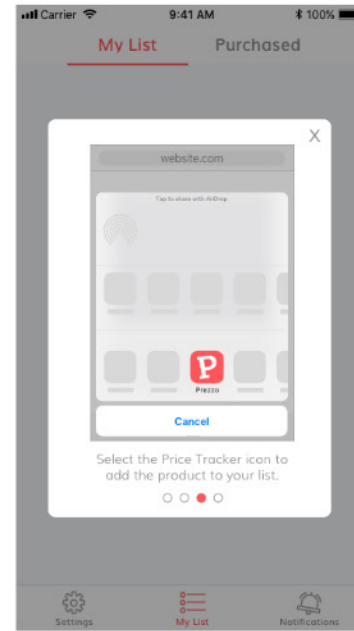 Carrier 9:41 AM 100%
My List Purchased
X
website.com
Tap to share with AirDrop
P
Prezzo
Cancel
Select the Price Tracker icon to
add the product to your list.
Settings My List Notifications